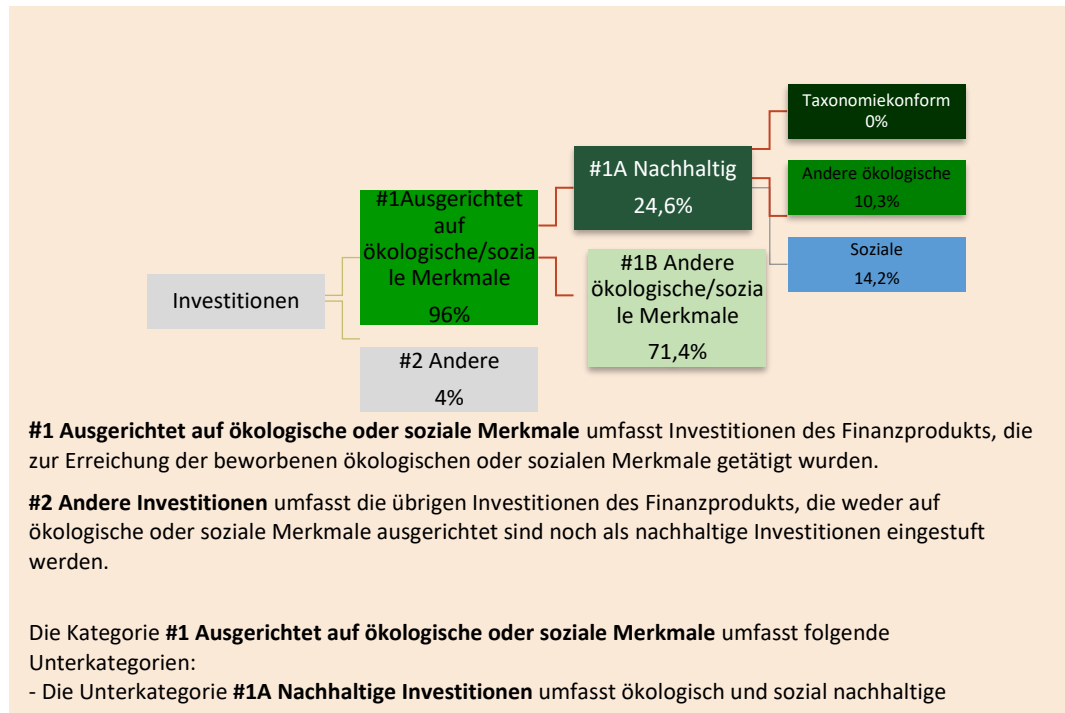 Taxonomiekonform
0%
#1A Nachhaltig
24,6%
Andere ökologische
10,3%
#1Ausgerichtet
auf
ökologische/sozia
le Merkmale
96%
Soziale
14,2%
#1B Andere
ökologische/sozia
le Merkmale
71,4%
Investitionen
#2 Andere
4%
#1 Ausgerichtet auf ökologische oder soziale Merkmale umfasst Investitionen des Finanzprodukts, die
zur Erreichung der beworbenen ökologischen oder sozialen Merkmale getätigt wurden.
#2 Andere Investitionen umfasst die übrigen Investitionen des Finanzprodukts, die weder auf
ökologische oder soziale Merkmale ausgerichtet sind noch als nachhaltige Investitionen eingestuft
werden.
Die Kategorie #1 Ausgerichtet auf ökologische oder soziale Merkmale umfasst folgende
Unterkategorien:
- Die Unterkategorie #1A Nachhaltige Investitionen umfasst ökologisch und sozial nachhaltige